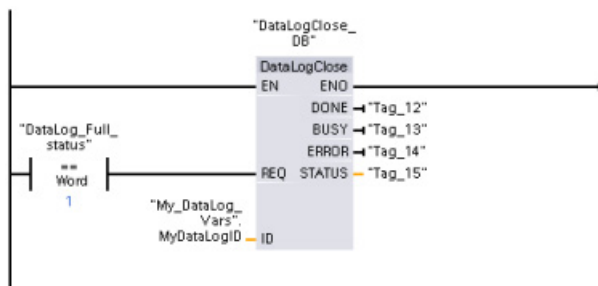 "DataLogClose_
DB"
DataLogClose
EN ENO
DONE "Tag_12"
BUSY "Tag_13"
"DataLog_Full_
status"
ERROR "Tag_14"
==
Word
1
REQ STATUS "Tag_15"
"My_DataLog_
Vars".
MyDataLogID ID